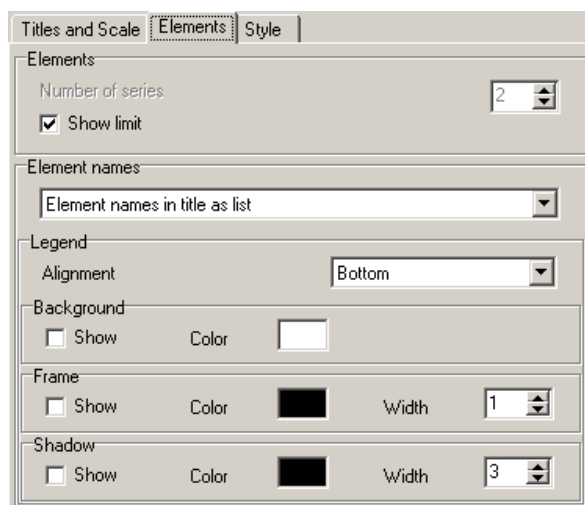 Titles and Scale Elements Style
Elements
Number of series 2
Show limit
Element names
Element names in title as list
Legend
Alignment Bottom
Background
Show Color
Frame
Show Color Width 1
Shadow
Show Color Width 3